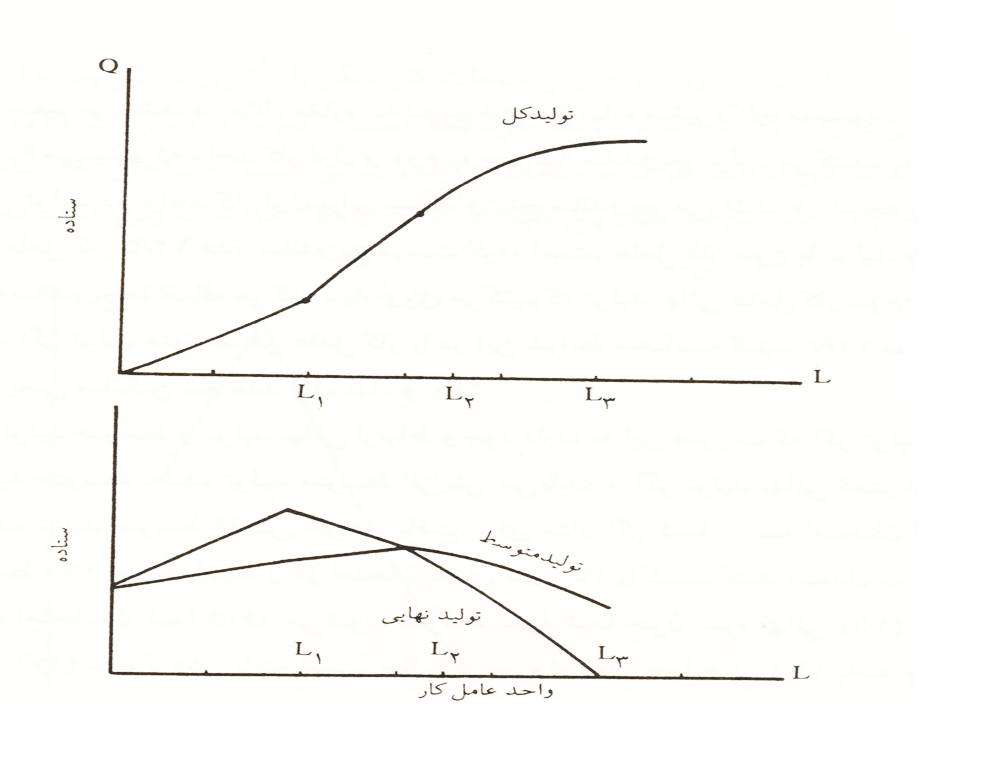 Q
تولیدکل
ستاده
L
L۱
L۲
L۳
ستاده
تولیدمتوسط
تولید نهایی
L۱
L۲
L۳
L
واحد عامل کار